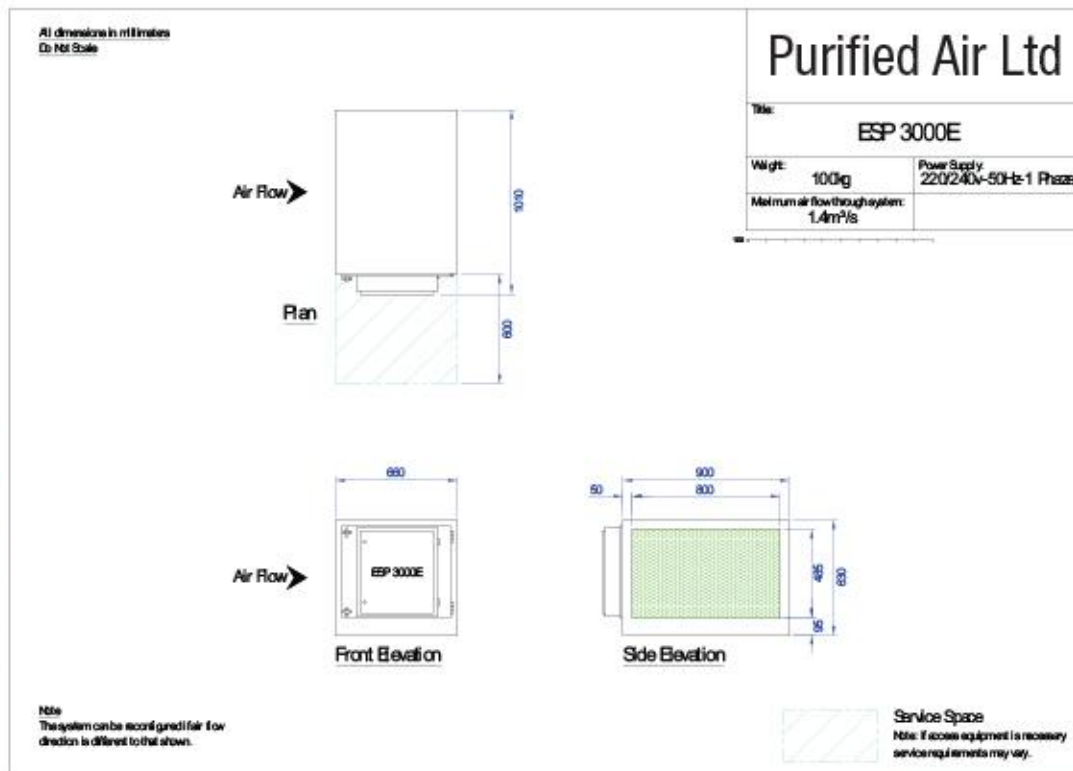 All dimensions in millimeters
Do Not Scale
Purified Air Ltd
Title:
ESP 3000E
Weight:
100kg
Power Supply:
220/240v-50Hz-1 Phase
Maximum air flow through system:
1.4m³/s
Air Flow
1010
600
Plan
660
Air Flow
ESP 3000E
Front Elevation
900
800
50
485
630
95
Side Elevation
Note
The system can be reconfigured if air flow
direction is different to that shown.
Service Space
Note: If access equipment is necessary
service requirements may vary.